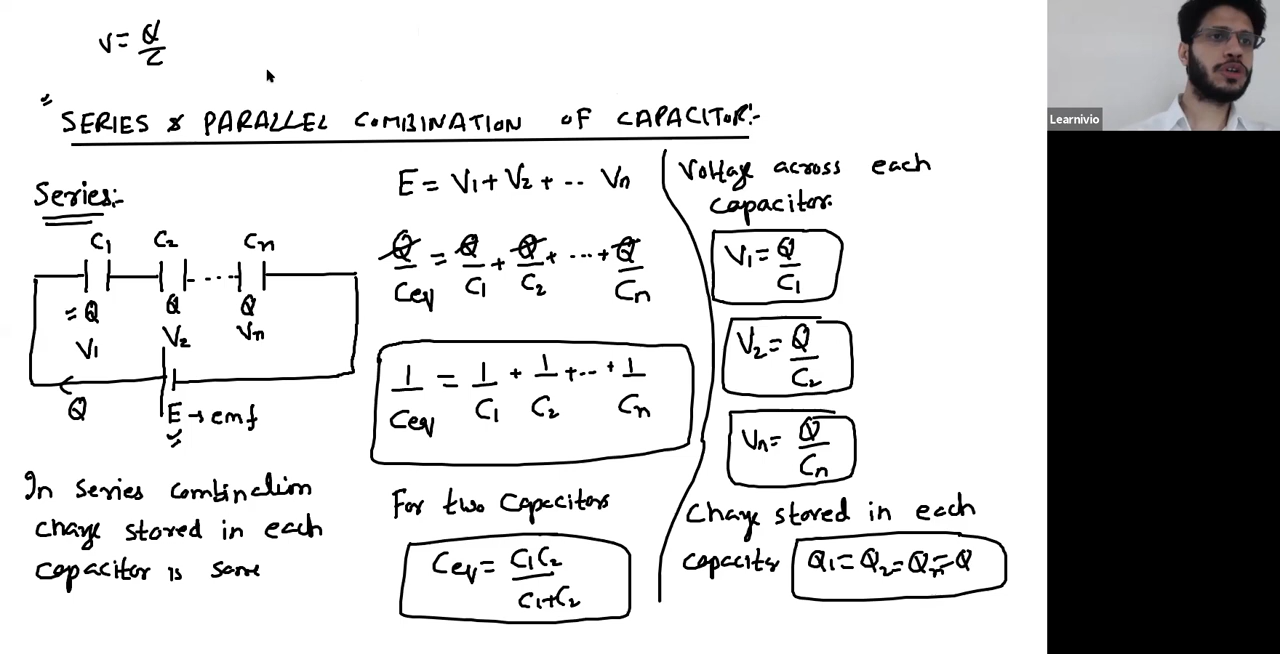 V = Q/C
SERIES & PARALLEL COMBINATION OF CAPACITOR:-
Series:-
C1 C2 Cn
= Q Q Q
V1 V2 Vn
Q
E → emf
In series combination
charge stored in each
capacitor is same
E = V1 + V2 + ... Vn
Q/Ceq = Q/C1 + Q/C2 + ... + Q/Cn
1/Ceq = 1/C1 + 1/C2 + ... + 1/Cn
For two capacitors
Ceq = C1C2/C1+C2
Voltage across each
capacitor.
V1 = Q/C1
V2 = Q/C2
Vn = Q/Cn
Charge stored in each
capacitor Q1 = Q2 = Qn = Q
Learnivio